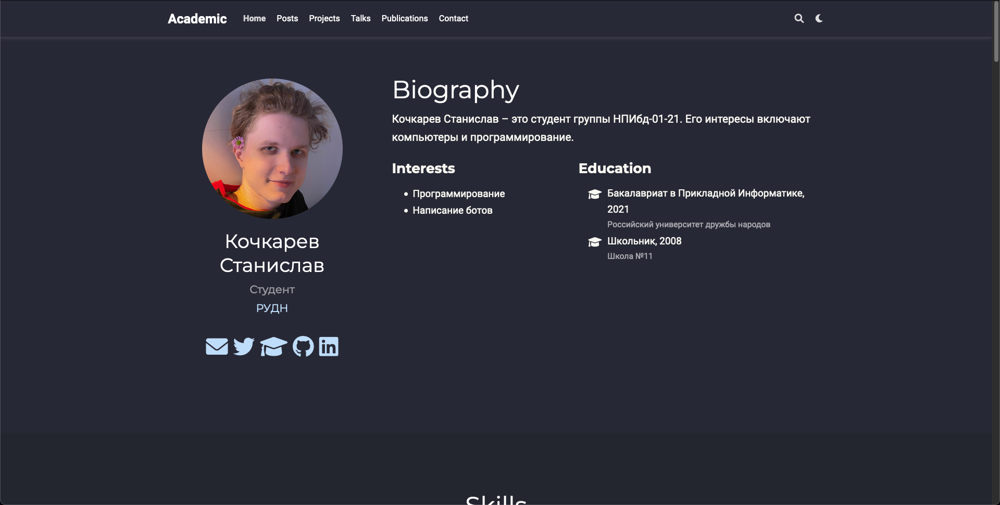 Academic Home Posts Projects Talks Publications Contact
Biography
Кочкарев Станислав – это студент группы НПИбд-01-21. Его интересы включают
компьютеры и программирование.
Interests
Программирование
Написание ботов
Education
Бакалавриат в Прикладной Информатике,
2021
Российский университет дружбы народов
Школьник, 2008
Школа №11
Кочкарев
Станислав
Студент
РУДН
Skills